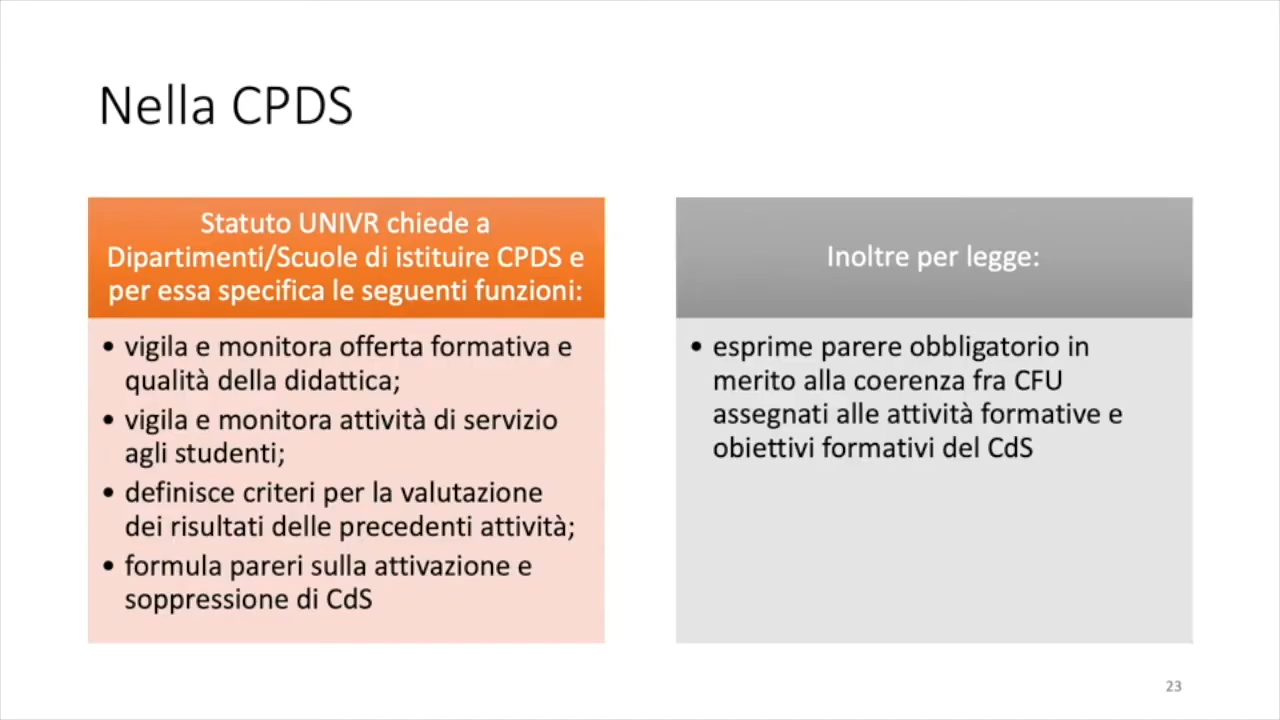 Nella CPDS
Statuto UNIVR chiede a
Dipartimenti/Scuole di istituire CPDS e
per essa specifica le seguenti funzioni:
• vigila e monitora offerta formativa e
qualità della didattica;
• vigila e monitora attività di servizio
agli studenti;
• definisce criteri per la valutazione
dei risultati delle precedenti attività;
• formula pareri sulla attivazione e
soppressione di CdS
Inoltre per legge:
• esprime parere obbligatorio in
merito alla coerenza fra CFU
assegnati alle attività formative e
obiettivi formativi del CdS
23